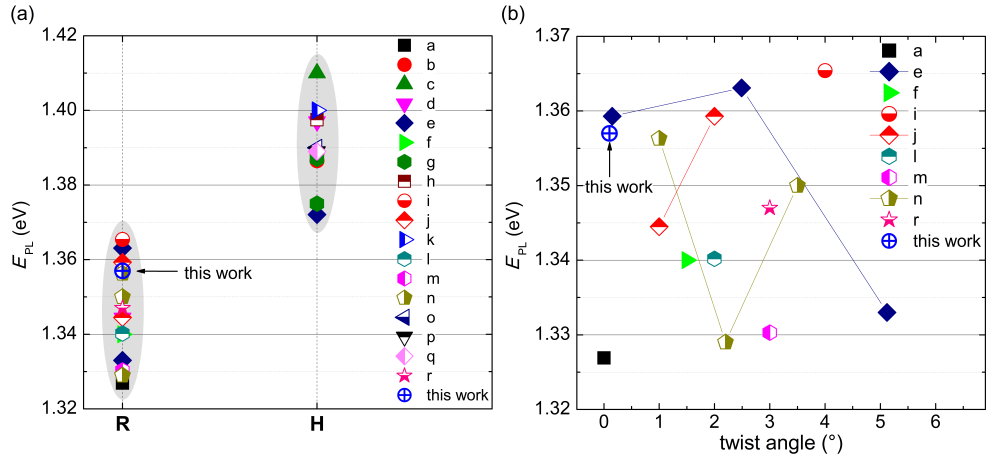 (a)
1.42
1.40
1.38
1.36
1.34
1.32
E_PL (eV)
R
H
this work
a
b
c
d
e
f
g
h
i
j
k
l
m
n
o
p
q
r
this work
(b)
1.37
1.36
1.35
1.34
1.33
1.32
E_PL (eV)
0 1 2 3 4 5 6
twist angle (°)
this work
a
e
f
i
j
l
m
n
r
this work